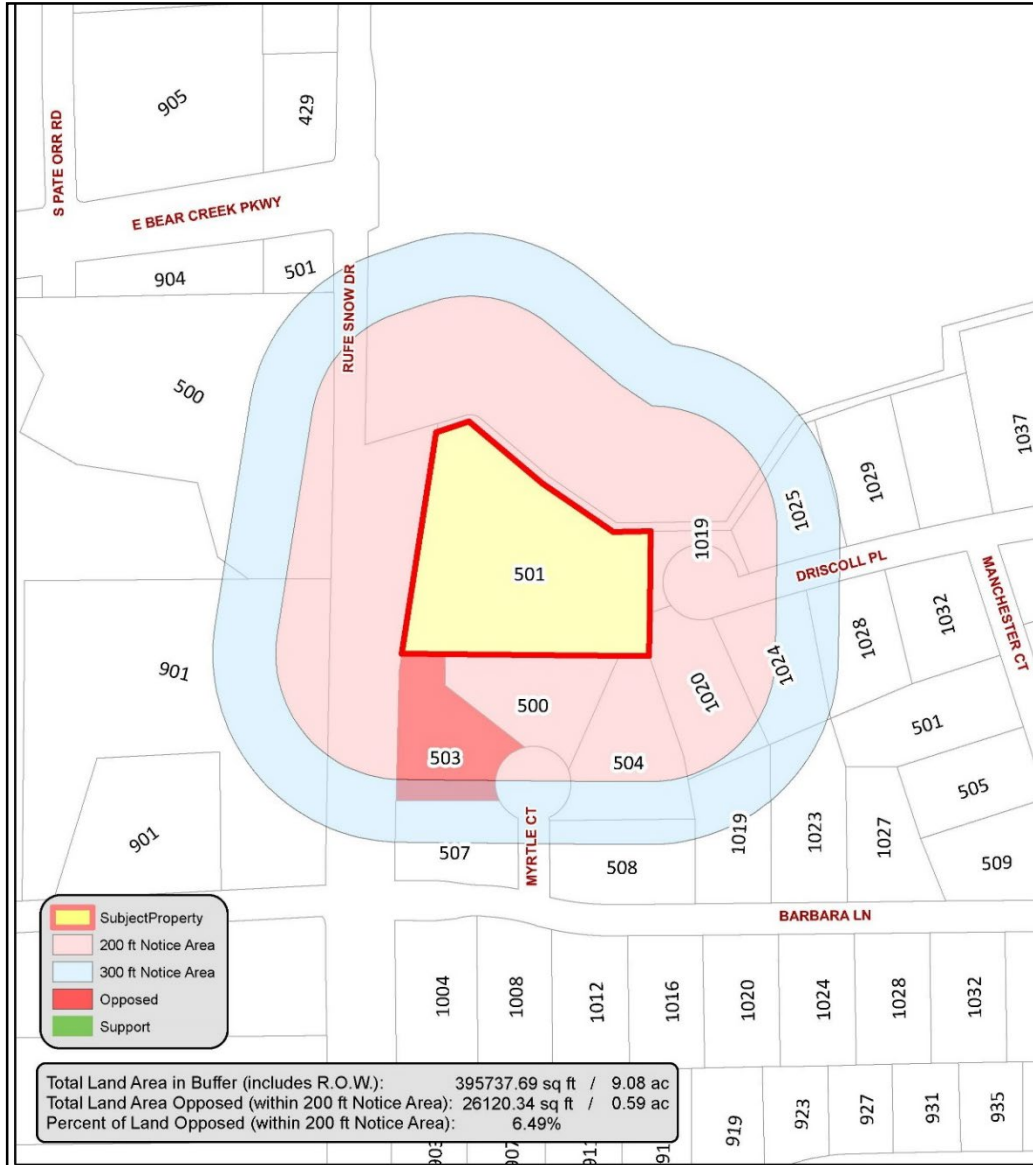 905
429
S PATE ORR RD
E BEAR CREEK PKWY
904
501
RUFE SNOW DR
500
1037
1029
1025
1019
501
DRISCOLL PL
MANCHESTER CT
1032
1028
1024
1020
901
500
501
503
504
505
1019
1023
1027
509
901
507
MYRTLE CT
508
BARBARA LN
SubjectProperty
200 ft Notice Area
300 ft Notice Area
Opposed
Support
1004
1008
1012
1016
1020
1024
1028
1032
Total Land Area in Buffer (includes R.O.W.): 395737.69 sq ft / 9.08 ac
Total Land Area Opposed (within 200 ft Notice Area): 26120.34 sq ft / 0.59 ac
Percent of Land Opposed (within 200 ft Notice Area): 6.49%
919
923
927
931
935
903